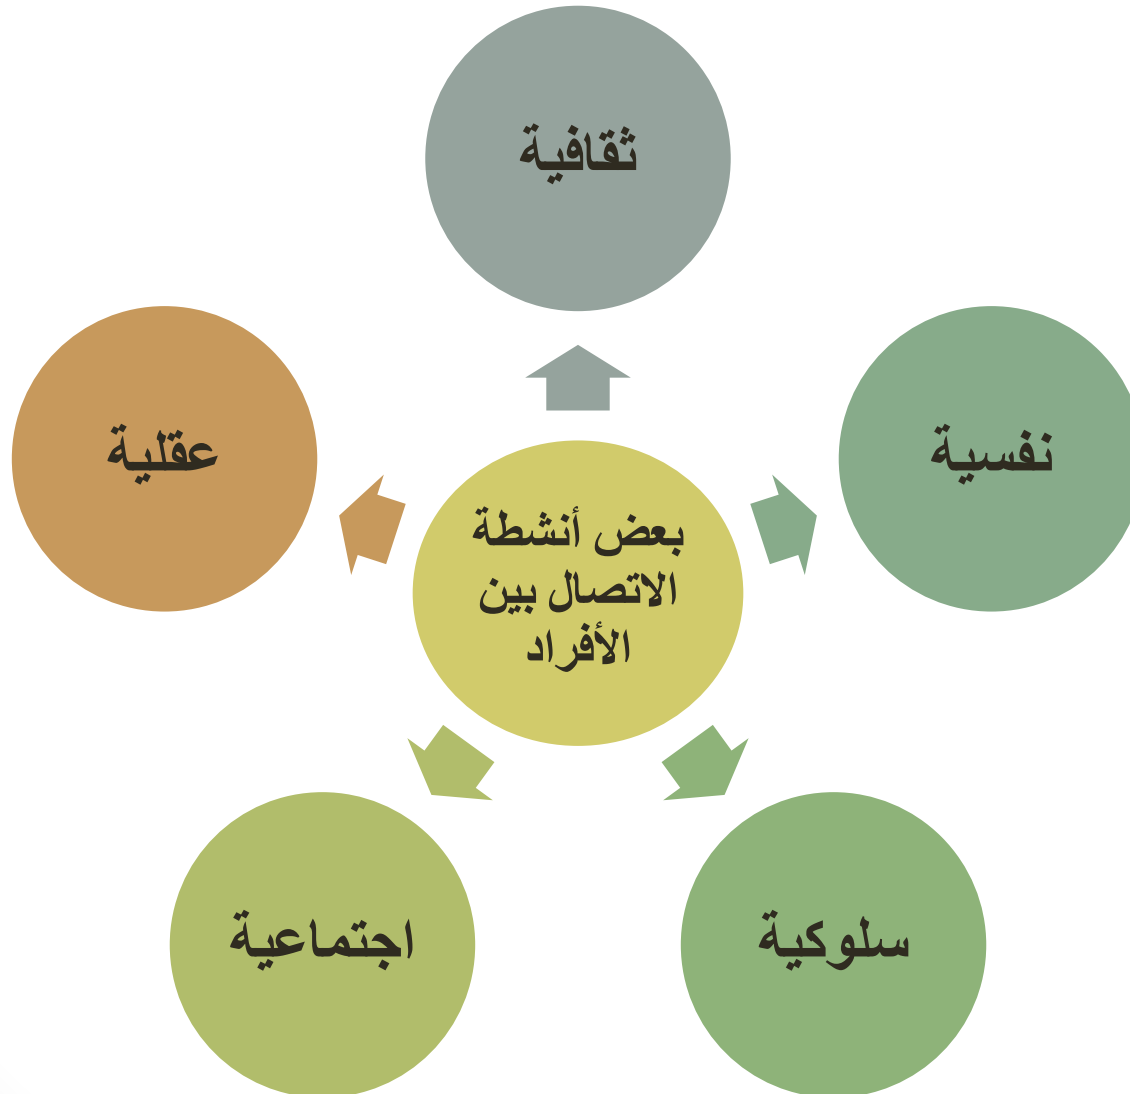 ثقافية
نفسية
عقلية
بعض أنشطة
الاتصال بين
الأفراد
سلوكية
اجتماعية